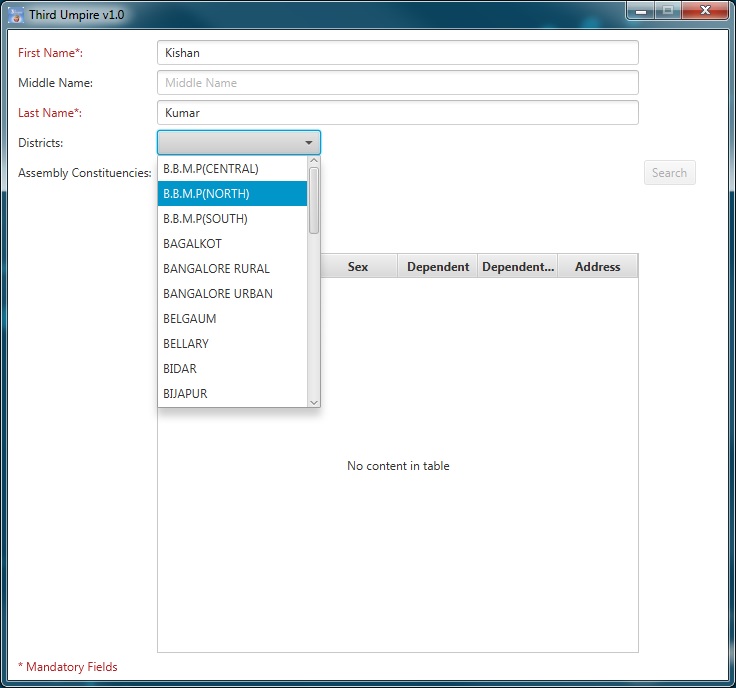 Third Umpire v1.0
First Name*: Kishan
Middle Name: Middle Name
Last Name*: Kumar
Districts:
Assembly Constituencies: Search
B.B.M.P(CENTRAL)
B.B.M.P(NORTH)
B.B.M.P(SOUTH)
BAGALKOT
BANGALORE RURAL
BANGALORE URBAN
BELGAUM
BELLARY
BIDAR
BIJAPUR
Sex Dependent Dependent... Address
No content in table
* Mandatory Fields